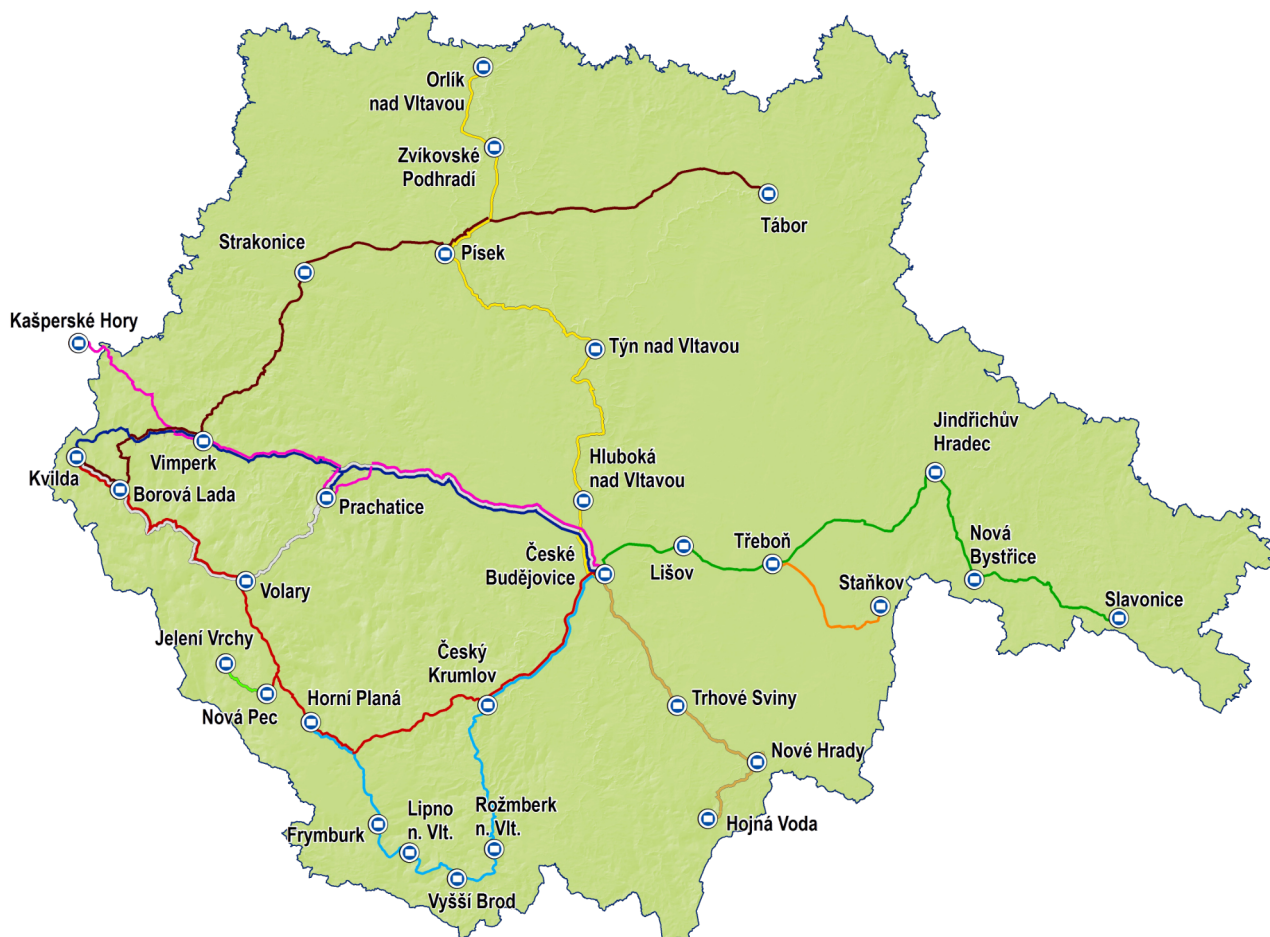 Orlík
nad Vltavou
Zvíkovské
Podhradí
Tábor
Strakonice
Písek
Kašperské Hory
Týn nad Vltavou
Jindřichův
Hradec
Vimperk
Hluboká
nad Vltavou
Kvilda
Borová Lada
Prachatice
České
Budějovice
Lišov
Třeboň
Nová
Bystřice
Staňkov
Slavonice
Volary
Jelení Vrchy
Český
Krumlov
Nová Pec
Horní Planá
Trhové Sviny
Nové Hrady
Frymburk
Lipno
n. Vlt.
Rožmberk
n. Vlt.
Hojná Voda
Vyšší Brod